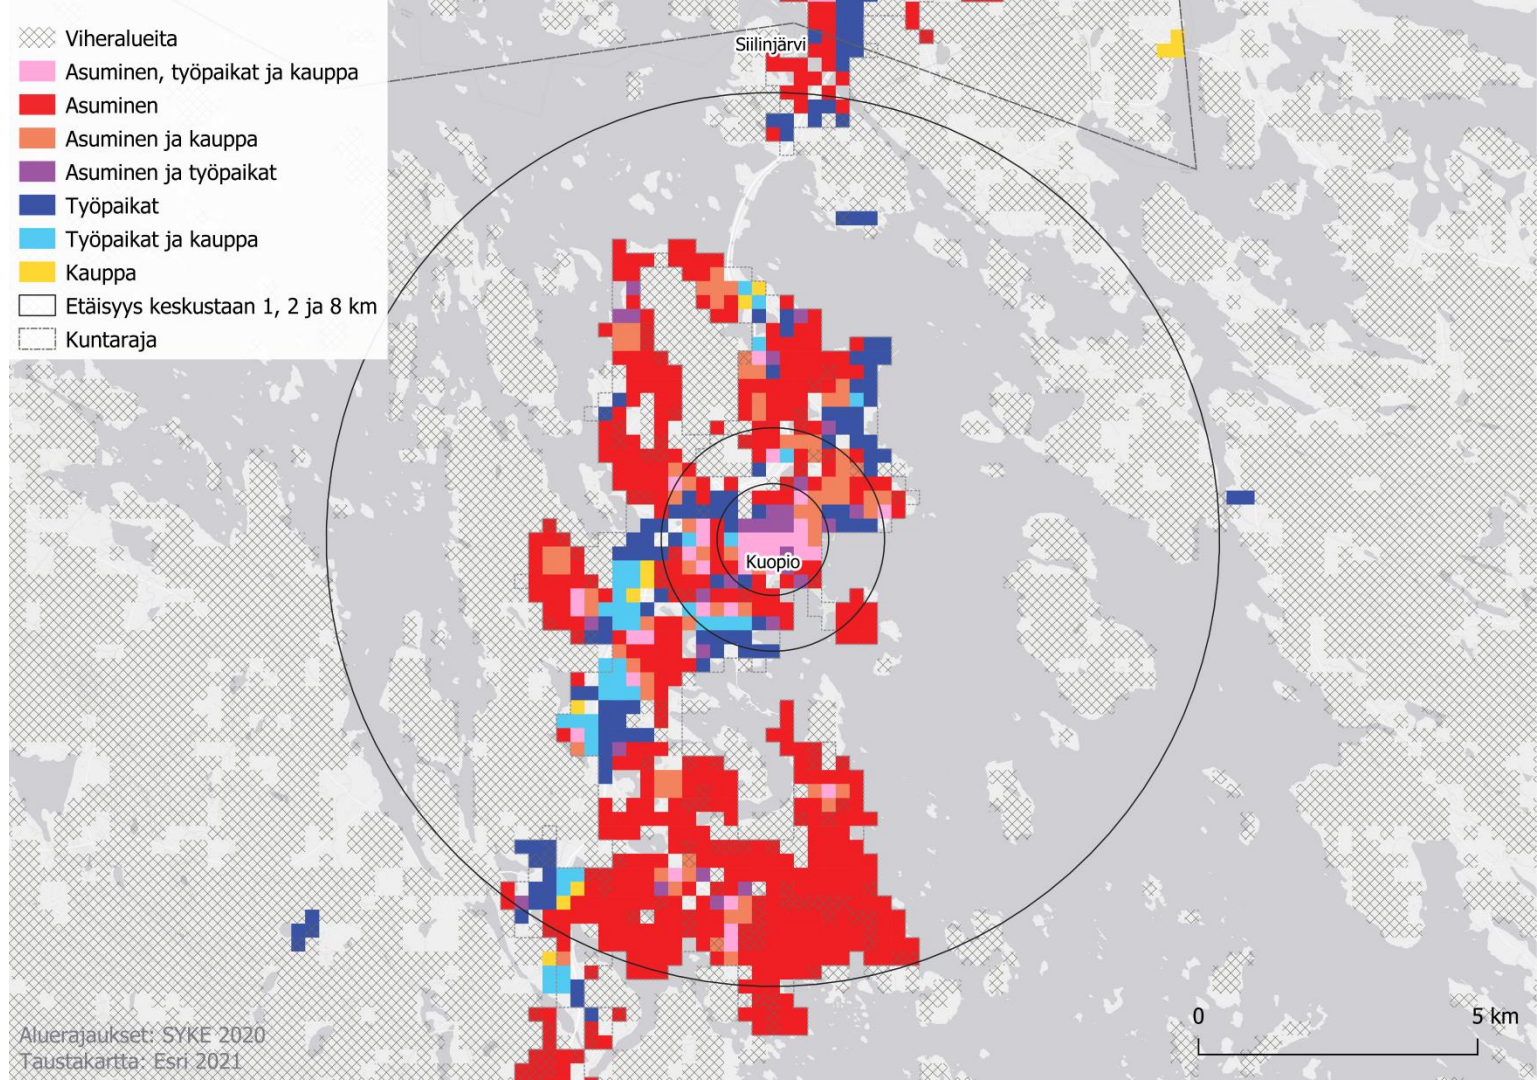 Viheralueita
Asuminen, työpaikat ja kauppa
Asuminen
Asuminen ja kauppa
Asuminen ja työpaikat
Työpaikat
Työpaikat ja kauppa
Kauppa
Etäisyys keskustaan 1, 2 ja 8 km
Kuntaraja
Siilinjärvi
Kuopio
0 5 km
Aluerajaukset: SYKE 2020
Taustakartta: Esri 2021